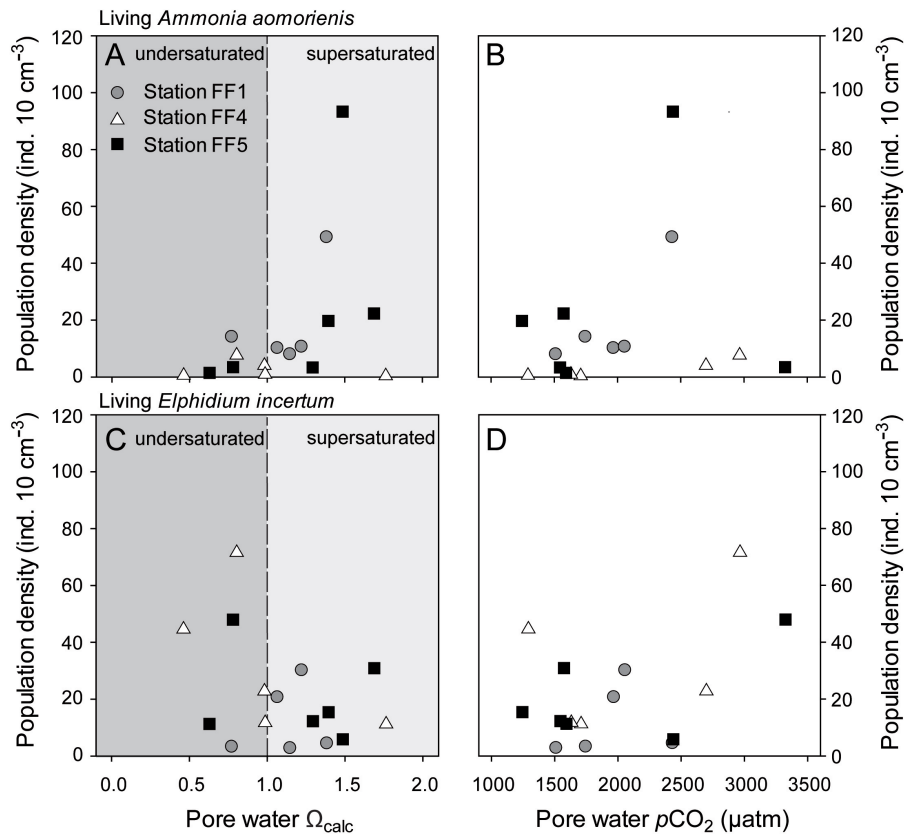 Living Ammonia aomorienis
A undersaturated supersaturated
Station FF1
Station FF4
Station FF5
120
100
80
60
40
20
0
Population density (ind. 10 cm-3)
B
120
100
80
60
40
20
0
Population density (ind. 10 cm-3)
Living Elphidium incertum
C undersaturated supersaturated
120
100
80
60
40
20
0
Population density (ind. 10 cm-3)
0.0 0.5 1.0 1.5 2.0
Pore water Ωcalc
D
120
100
80
60
40
20
0
Population density (ind. 10 cm-3)
1000 1500 2000 2500 3000 3500
Pore water pCO2 (µatm)